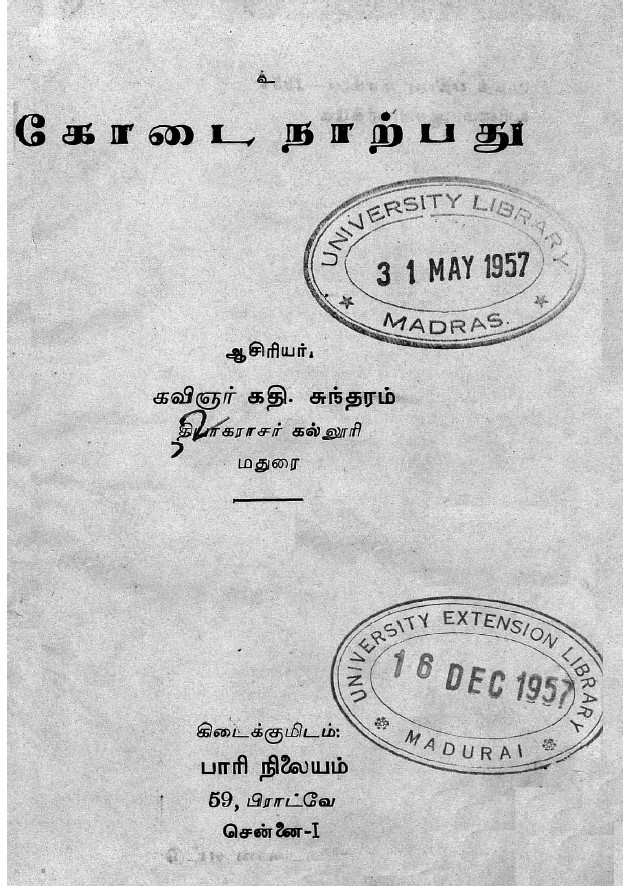 உ
கோடை நாற்பது
UNIVERSITY LIBRARY
31 MAY 1957
MADRAS.
ஆசிரியர்.
கவிஞர் கதி. சுந்தரம்
தியாகராசர் கல்லூரி
மதுரை
UNIVERSITY EXTENSION LIBRARY
16 DEC 1957
MADURAI
கிடைக்குமிடம்:
பாரி நிலையம்
59, பிராட்வே
சென்னை-I